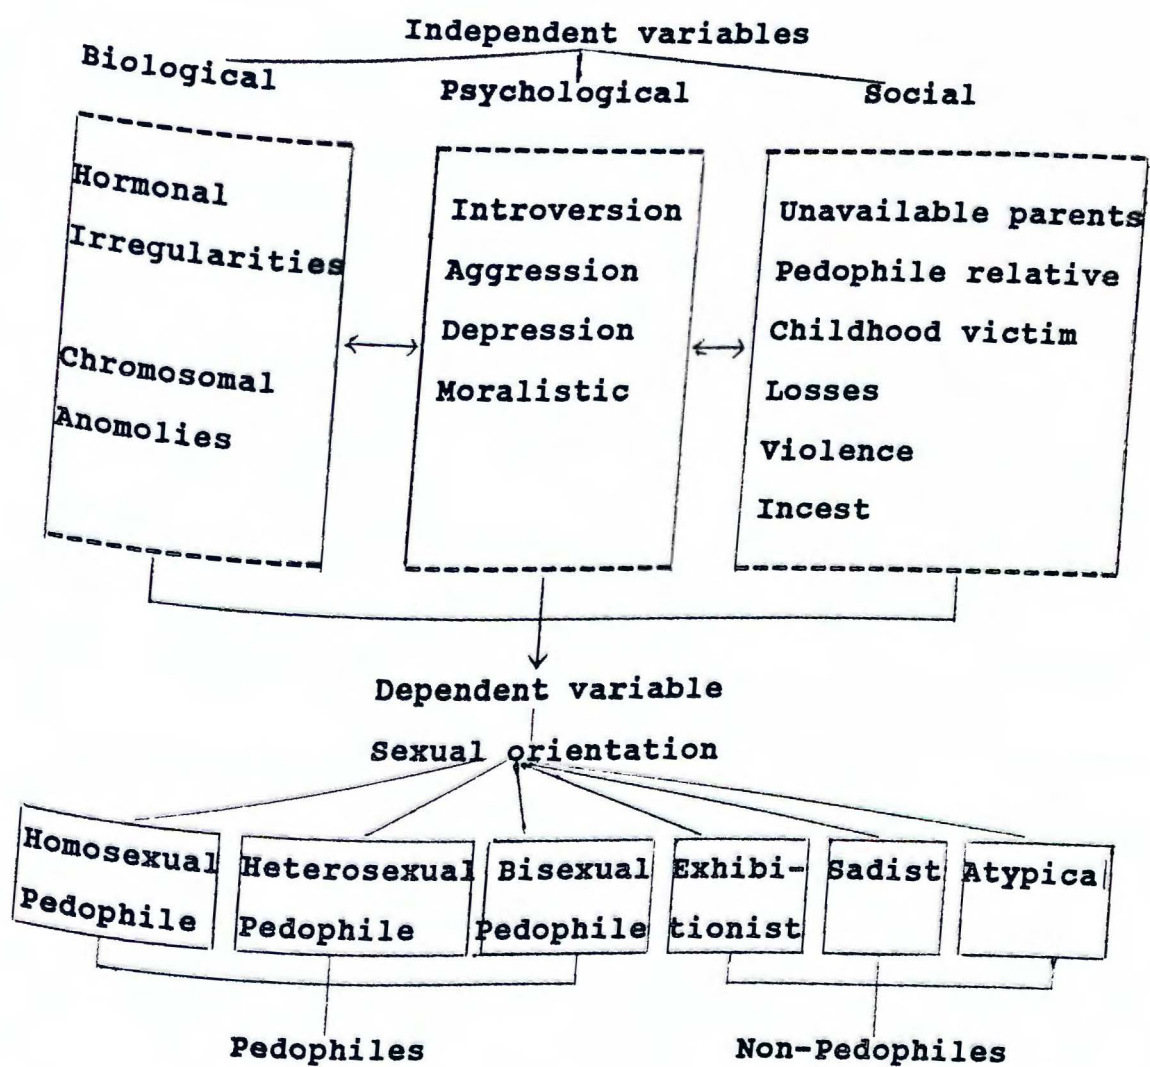 Independent variables
Biological
Psychological
Social
Hormonal
Irregularities
Chromosomal
Anomolies
Introversion
Aggression
Depression
Moralistic
Unavailable parents
Pedophile relative
Childhood victim
Losses
Violence
Incest
Dependent variable
Sexual orientation
Homosexual
Pedophile
Heterosexual
Pedophile
Bisexual
Pedophile
Exhibi-
tionist
Sadist
Atypical
Pedophiles
Non-Pedophiles